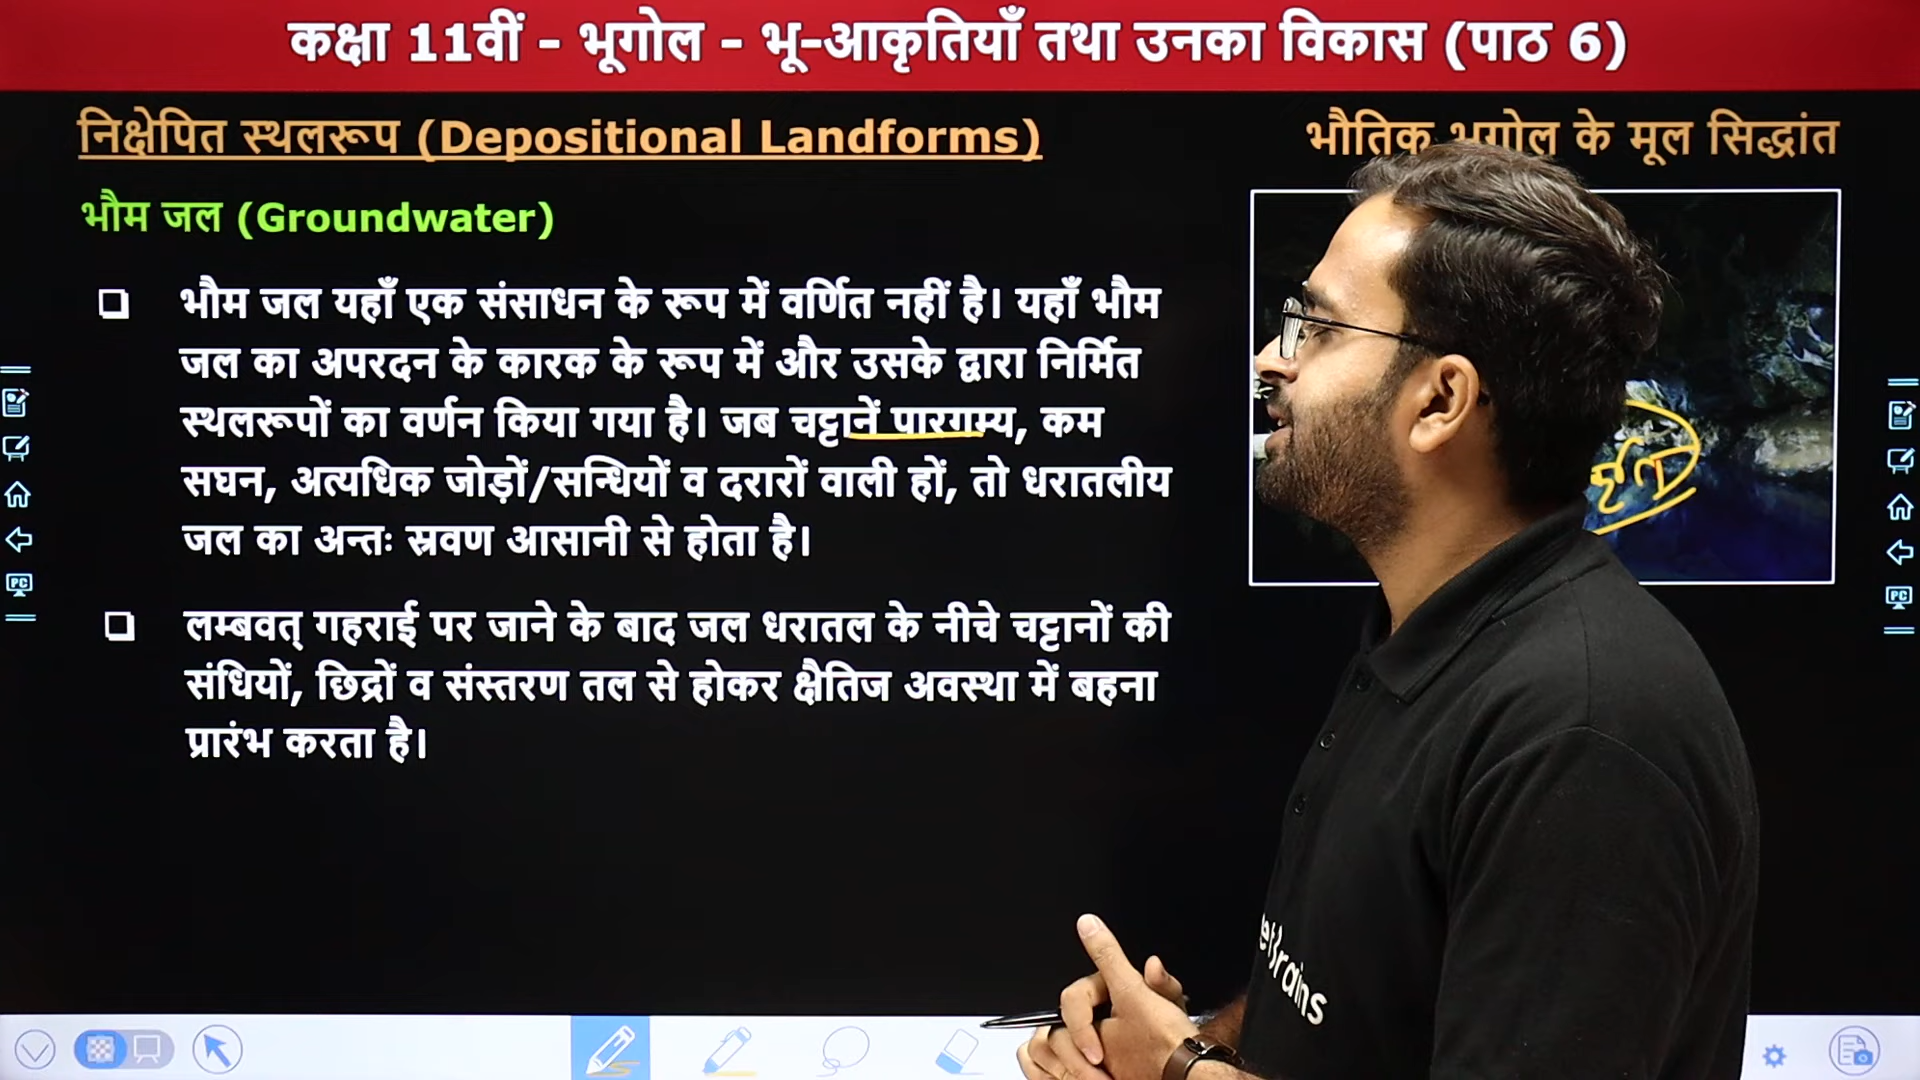 कक्षा 11वीं - भूगोल - भू-आकृतियाँ तथा उनका विकास (पाठ 6)
निक्षेपित स्थलरूप (Depositional Landforms)
भौतिक भूगोल के मूल सिद्धांत
भौम जल (Groundwater)
भौम जल यहाँ एक संसाधन के रूप में वर्णित नहीं है। यहाँ भौम
जल का अपरदन के कारक के रूप में और उसके द्वारा निर्मित
स्थलरूपों का वर्णन किया गया है। जब चट्टानें पारगम्य, कम
सघन, अत्यधिक जोड़ों/सन्धियों व दरारों वाली हों, तो धरातलीय
जल का अन्तः स्रवण आसानी से होता है।
लम्बवत् गहराई पर जाने के बाद जल धरातल के नीचे चट्टानों की
संधियों, छिद्रों व संस्तरण तल से होकर क्षैतिज अवस्था में बहना
प्रारंभ करता है।
PC
PC